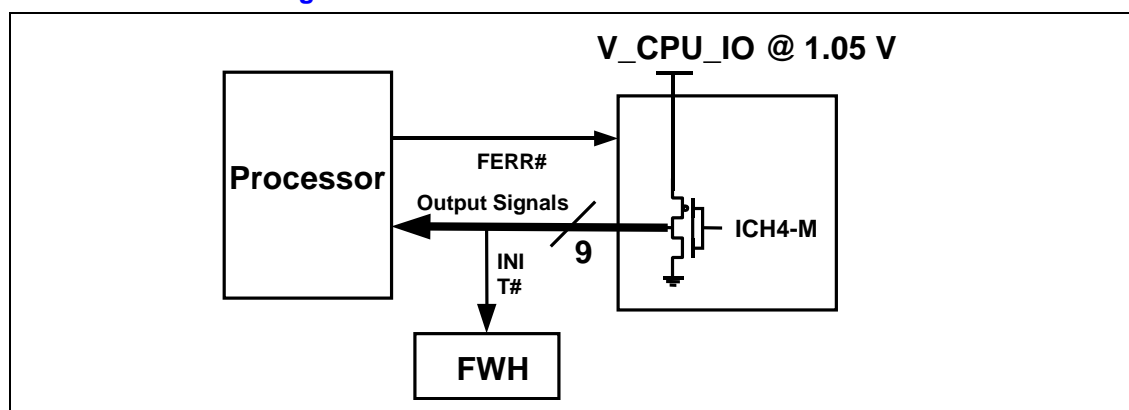 V_CPU_IO @ 1.05 V
Processor
FERR#
Output Signals
9
ICH4-M
INI
T#
FWH